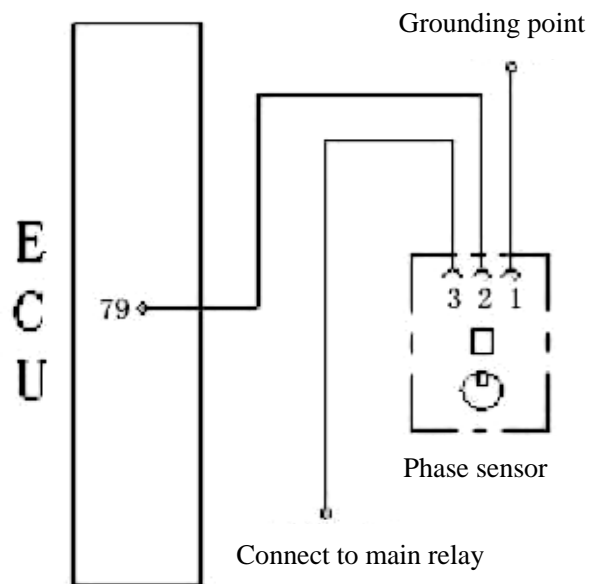 Grounding point
E
C
U
79
3 2 1
Phase sensor
Connect to main relay